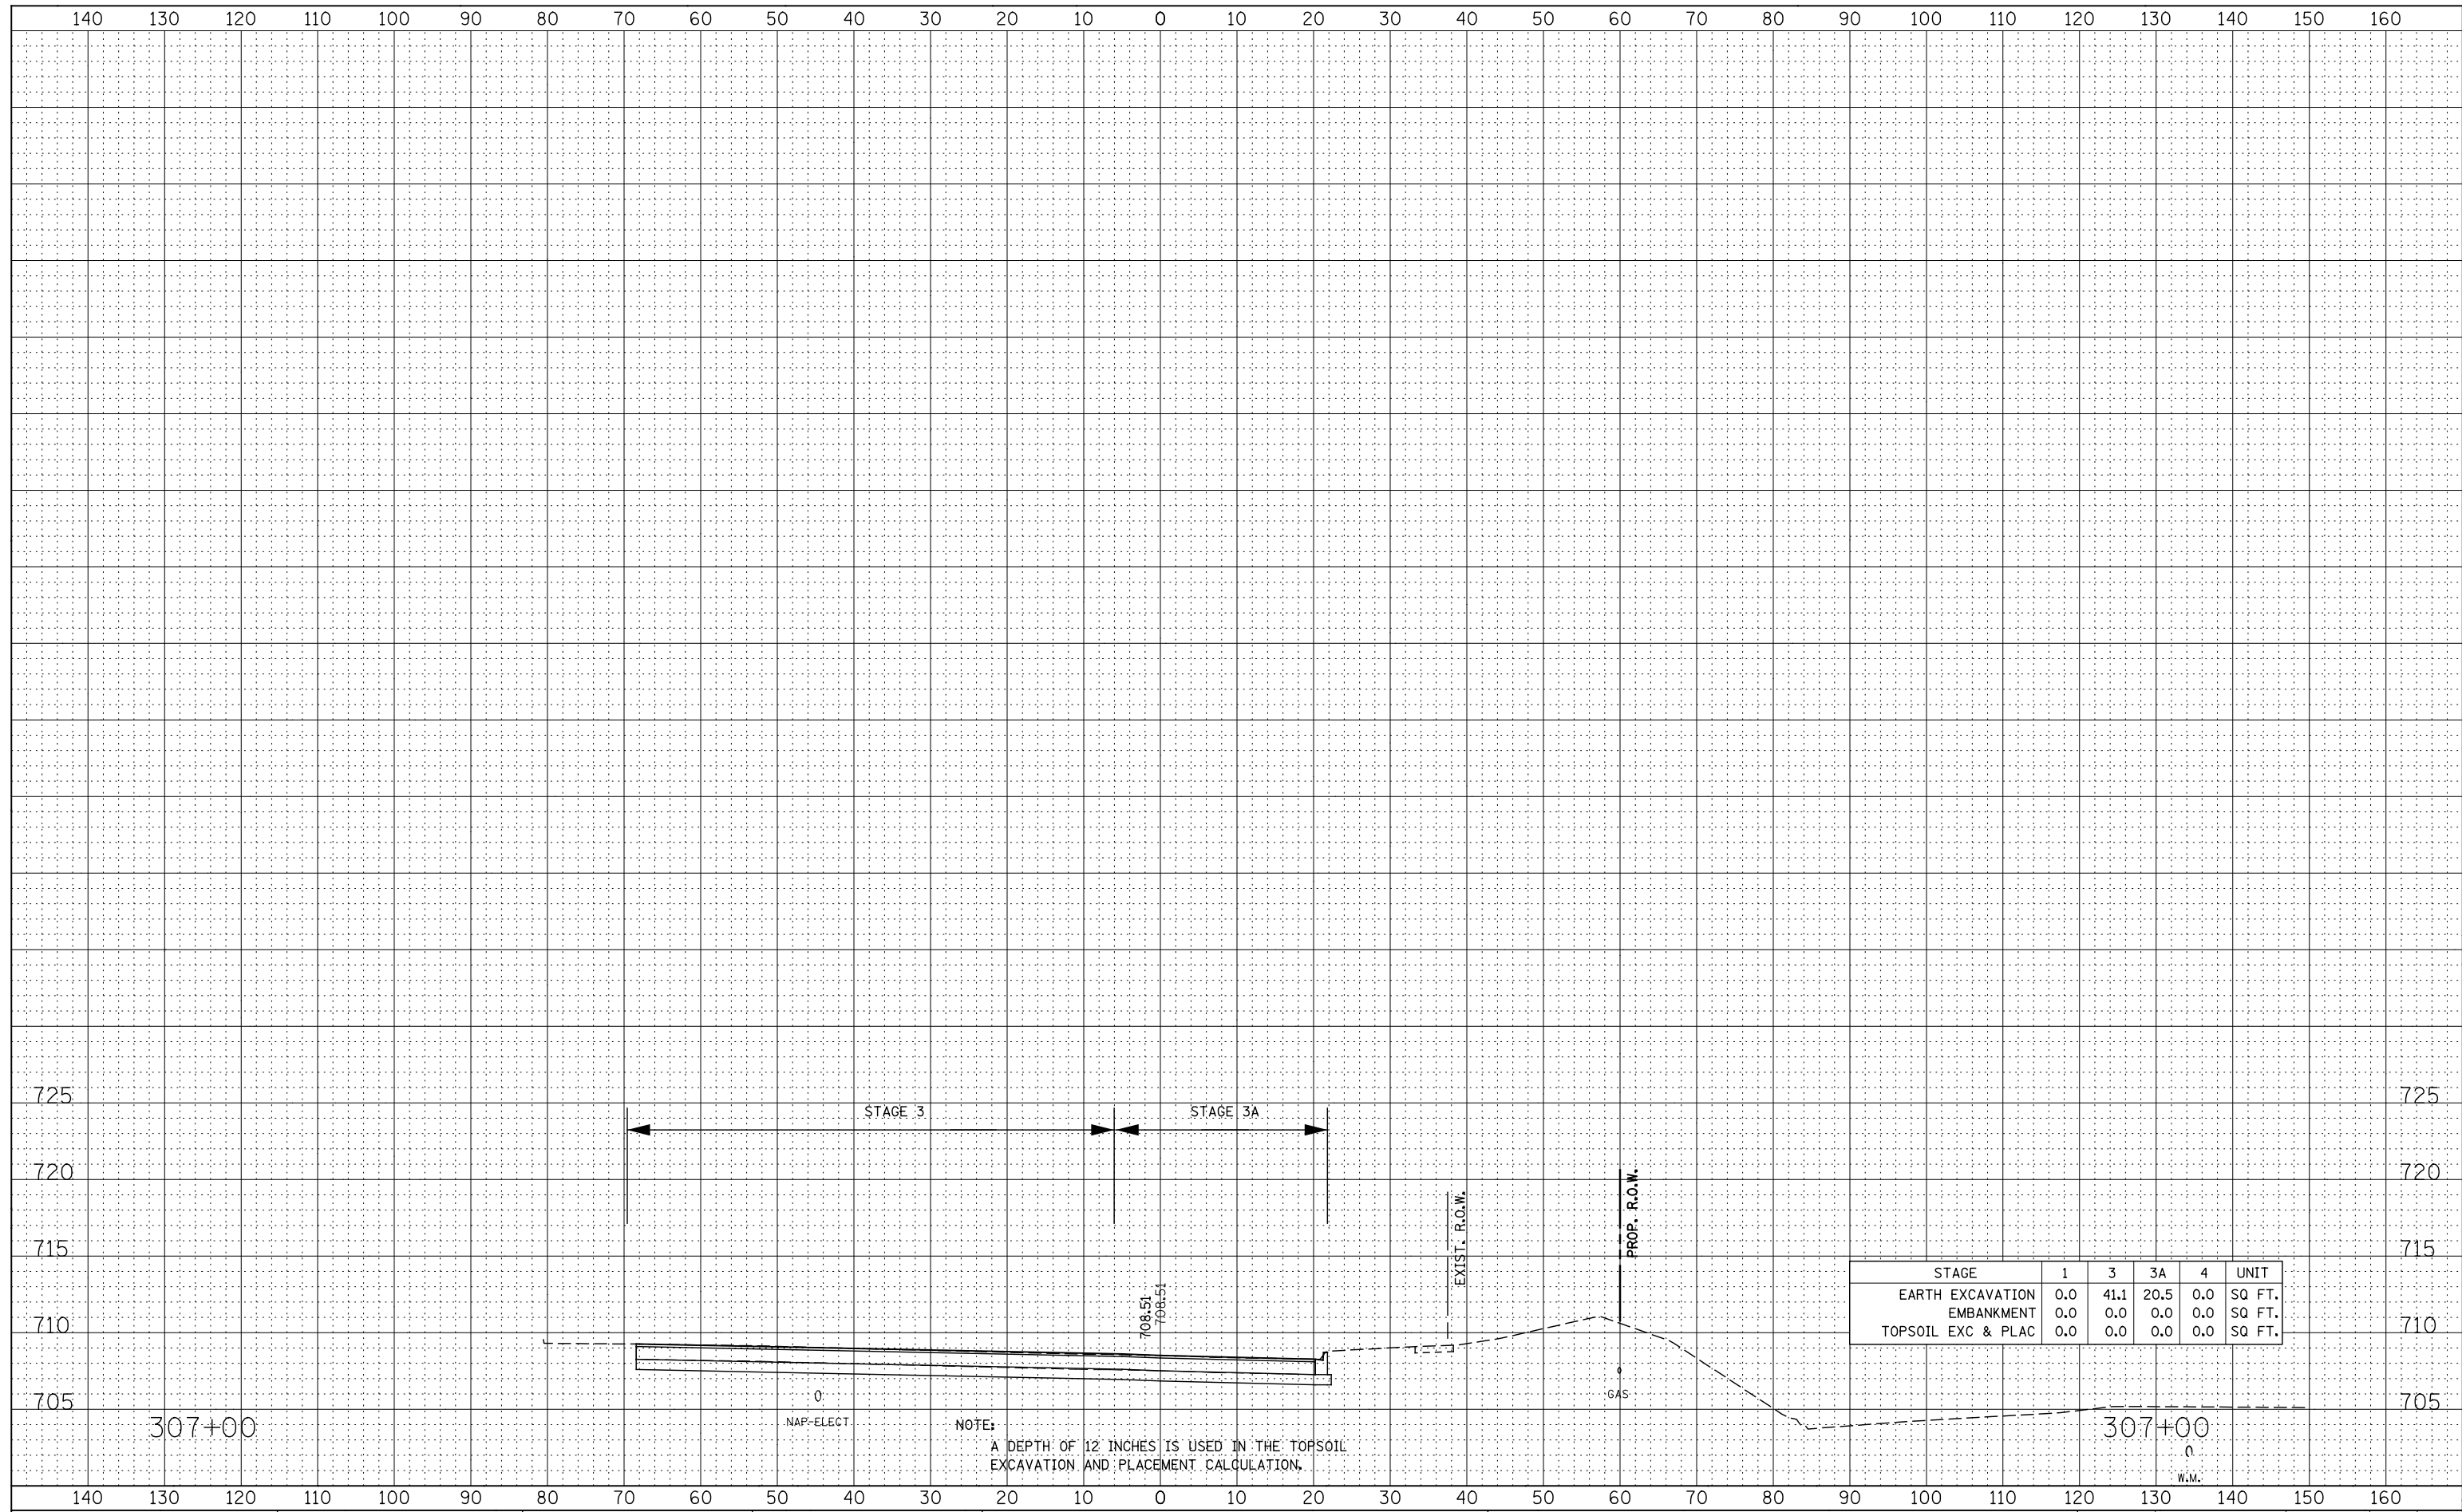 140 130 120 110 100 90 80 70 60 50 40 30 20 10 0 10 20 30 40 50 60 70 80 90 100 110 120 130 140 150 160
725 725
STAGE 3 STAGE 3A
720 720
EXIST. R.O.W.
PROP. R.O.W.
715 715
708.51
708.51
STAGE 1 3 3A 4 UNIT
EARTH EXCAVATION 0.0 41.1 20.5 0.0 SQ FT.
EMBANKMENT 0.0 0.0 0.0 0.0 SQ FT.
TOPSOIL EXC & PLAC 0.0 0.0 0.0 0.0 SQ FT.
710 710
GAS
705 705
NAP-ELECT
307+00 307+00
NOTE:
A DEPTH OF 12 INCHES IS USED IN THE TOPSOIL
EXCAVATION AND PLACEMENT CALCULATION.
W.M.
140 130 120 110 100 90 80 70 60 50 40 30 20 10 0 10 20 30 40 50 60 70 80 90 100 110 120 130 140 150 160